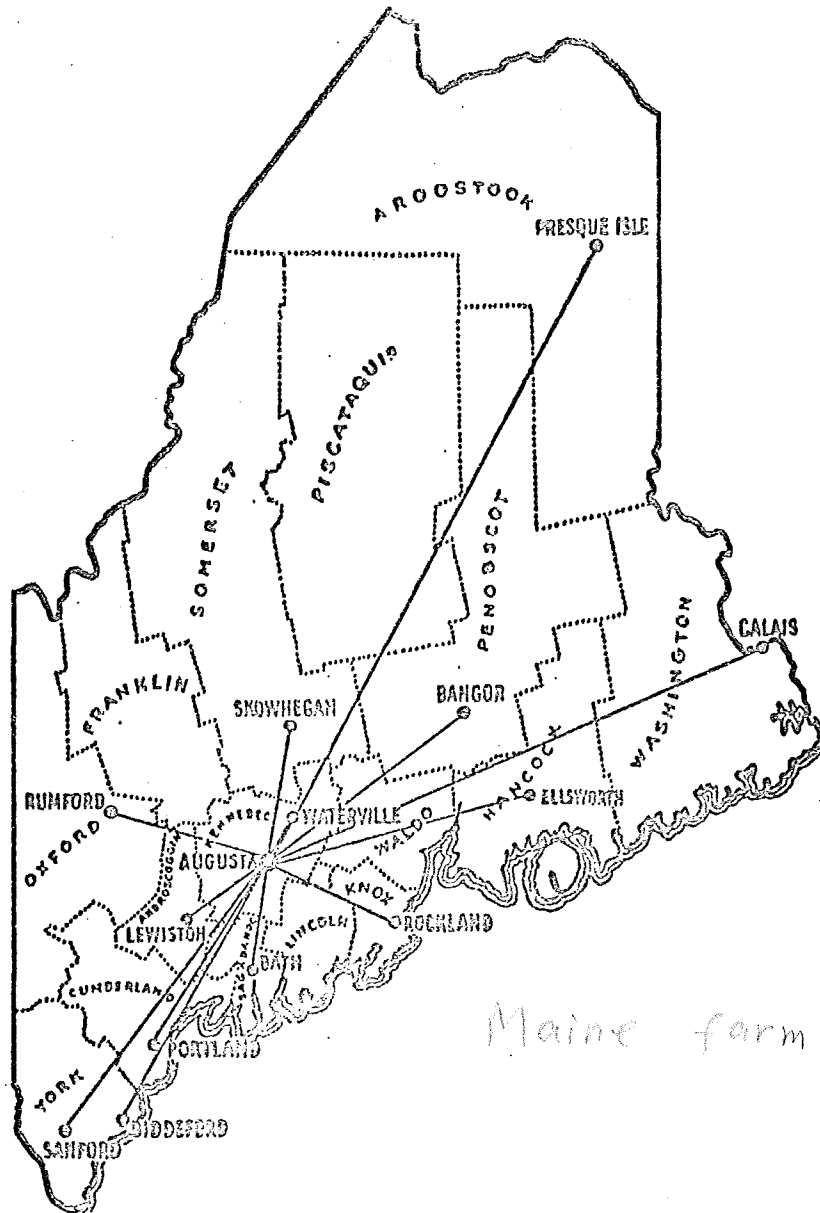 AROOSTOOK
PRESQUE ISLE
PISCATAQUIS
SOMERSET
PENOBSCOT
CALAIS
WASHINGTON
FRANKLIN
SKOWHEGAN
BANGOR
HANCOCK
RUMFORD
KENNEBEC
WATERVILLE
ELLSWORTH
OXFORD
WALDO
AUGUSTA
ANDROSCOGGIN
KNOX
LEWISTON
LINCOLN
ROCKLAND
SAGADAHOC
BATH
CUMBERLAND
PORTLAND
Maine farm
YORK
BIDDEFORD
SANFORD